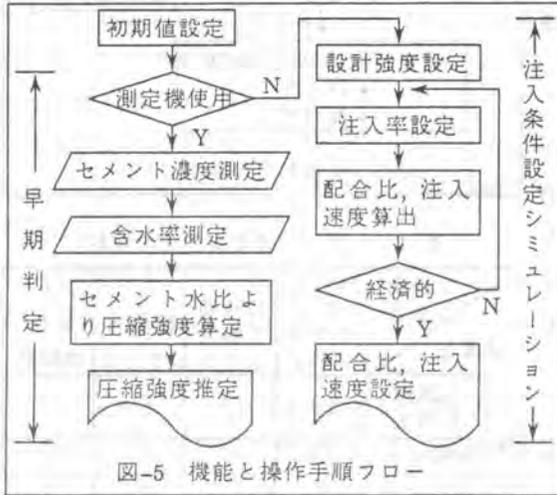 初期値設定
測定機使用
N
Y
セメント濃度測定
含水率測定
セメント水比よ
り圧縮強度算定
圧縮強度推定
早期判定
設計強度設定
注入率設定
配合比，注入
速度算出
経済的
N
Y
配合比，注入
速度設定
注入条件設定シミュレーション
図-5 機能と操作手順フロー